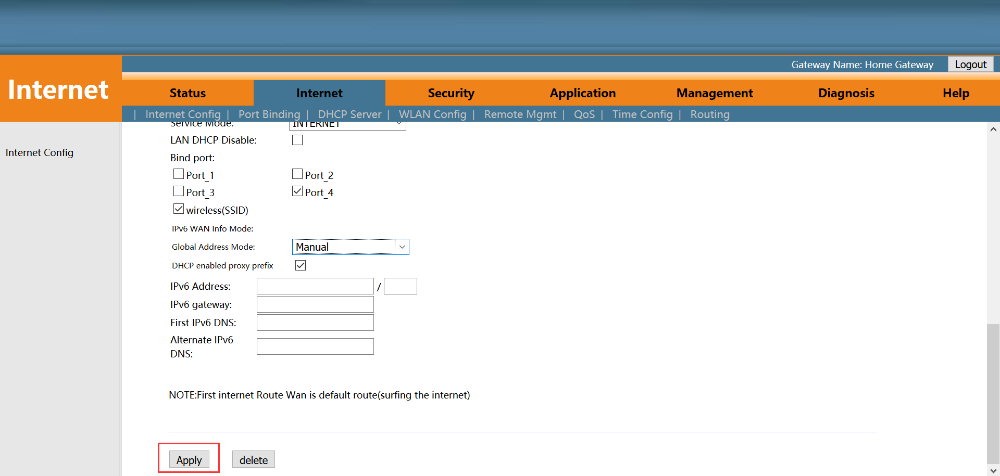 Gateway Name: Home Gateway Logout
Internet
Status Internet Security Application Management Diagnosis Help
| Internet Config | Port Binding | DHCP Server | WLAN Config | Remote Mgmt | QoS | Time Config | Routing
Internet Config
Service Mode: INTERNET
LAN DHCP Disable:
Bind port:
Port_1 Port_2
Port_3 Port_4
wireless(SSID)
IPv6 WAN Info Mode:
Global Address Mode: Manual
DHCP enabled proxy prefix
IPv6 Address: /
IPv6 gateway:
First IPv6 DNS:
Alternate IPv6
DNS:
NOTE:First internet Route Wan is default route(surfing the internet)
Apply delete